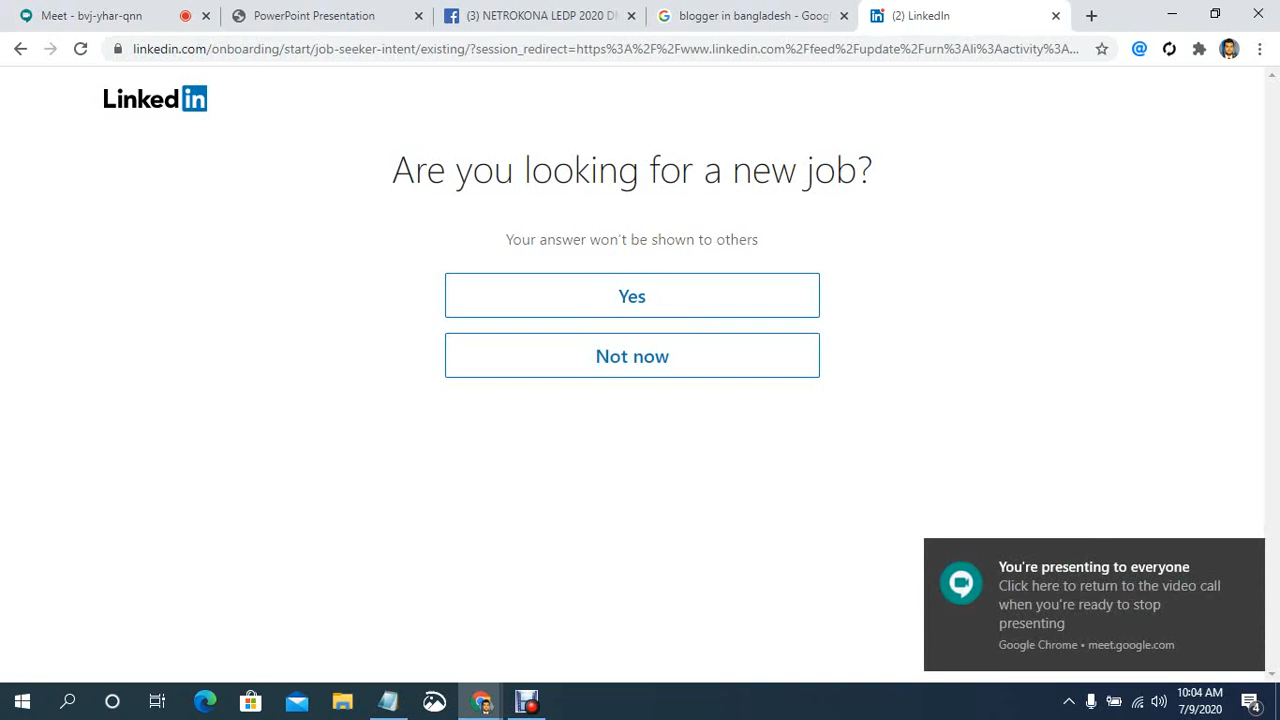 Meet - bvj-yhar-qnn
PowerPoint Presentation
(3) NETROKONA LEDP 2020 DI
blogger in bangladesh - Goog
(2) LinkedIn
linkedin.com/onboarding/start/job-seeker-intent/existing/?session_redirect=https%3A%2F%2Fwww.linkedin.com%2Ffeed%2Fupdate%2Furn%3Ali%3Aactivity%3A...
Linked in
Are you looking for a new job?
Your answer won't be shown to others
Yes
Not now
You're presenting to everyone
Click here to return to the video call
when you're ready to stop
presenting
Google Chrome • meet.google.com
10:04 AM
7/9/2020
4